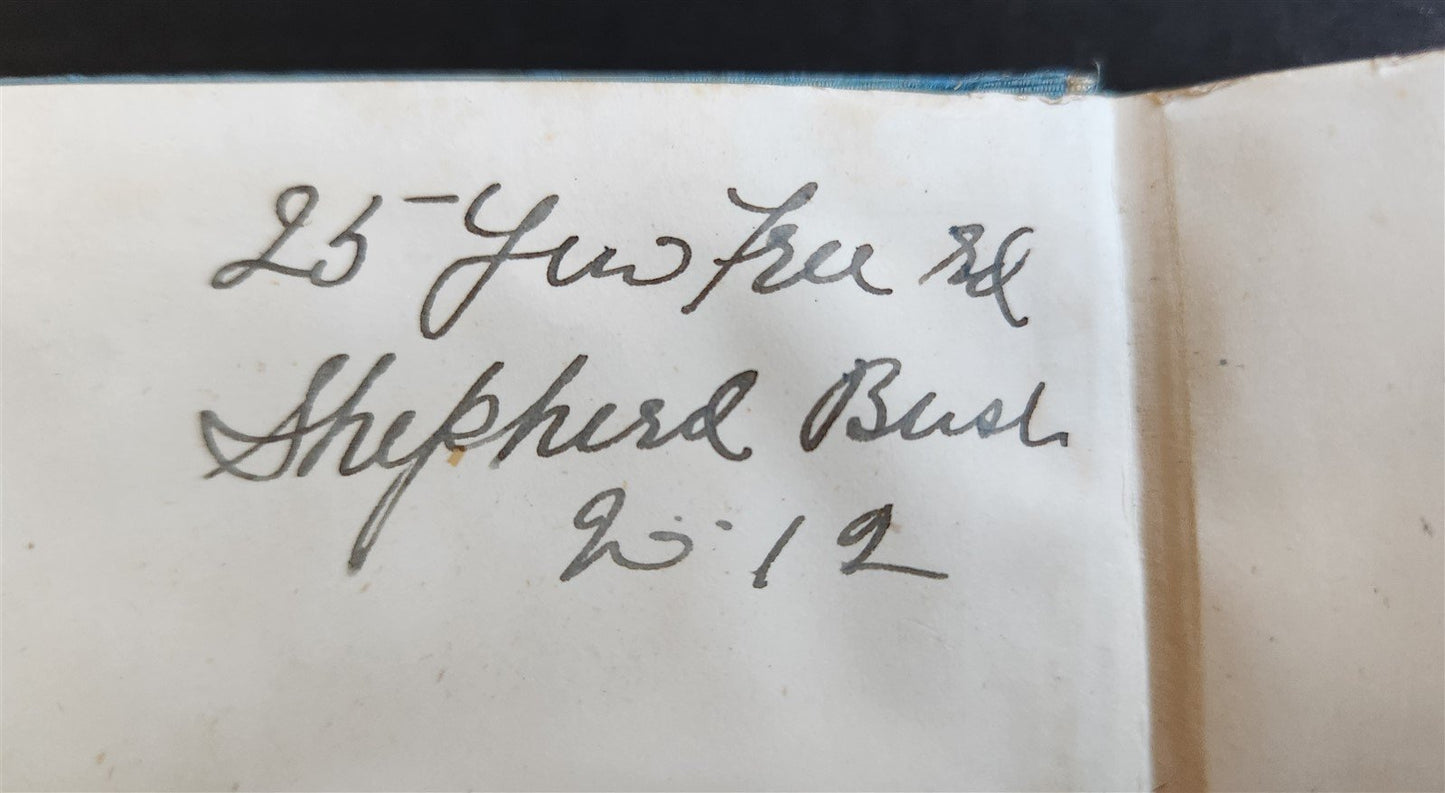 25 Yew Tree Rd
Shepherd Bush
W. 12